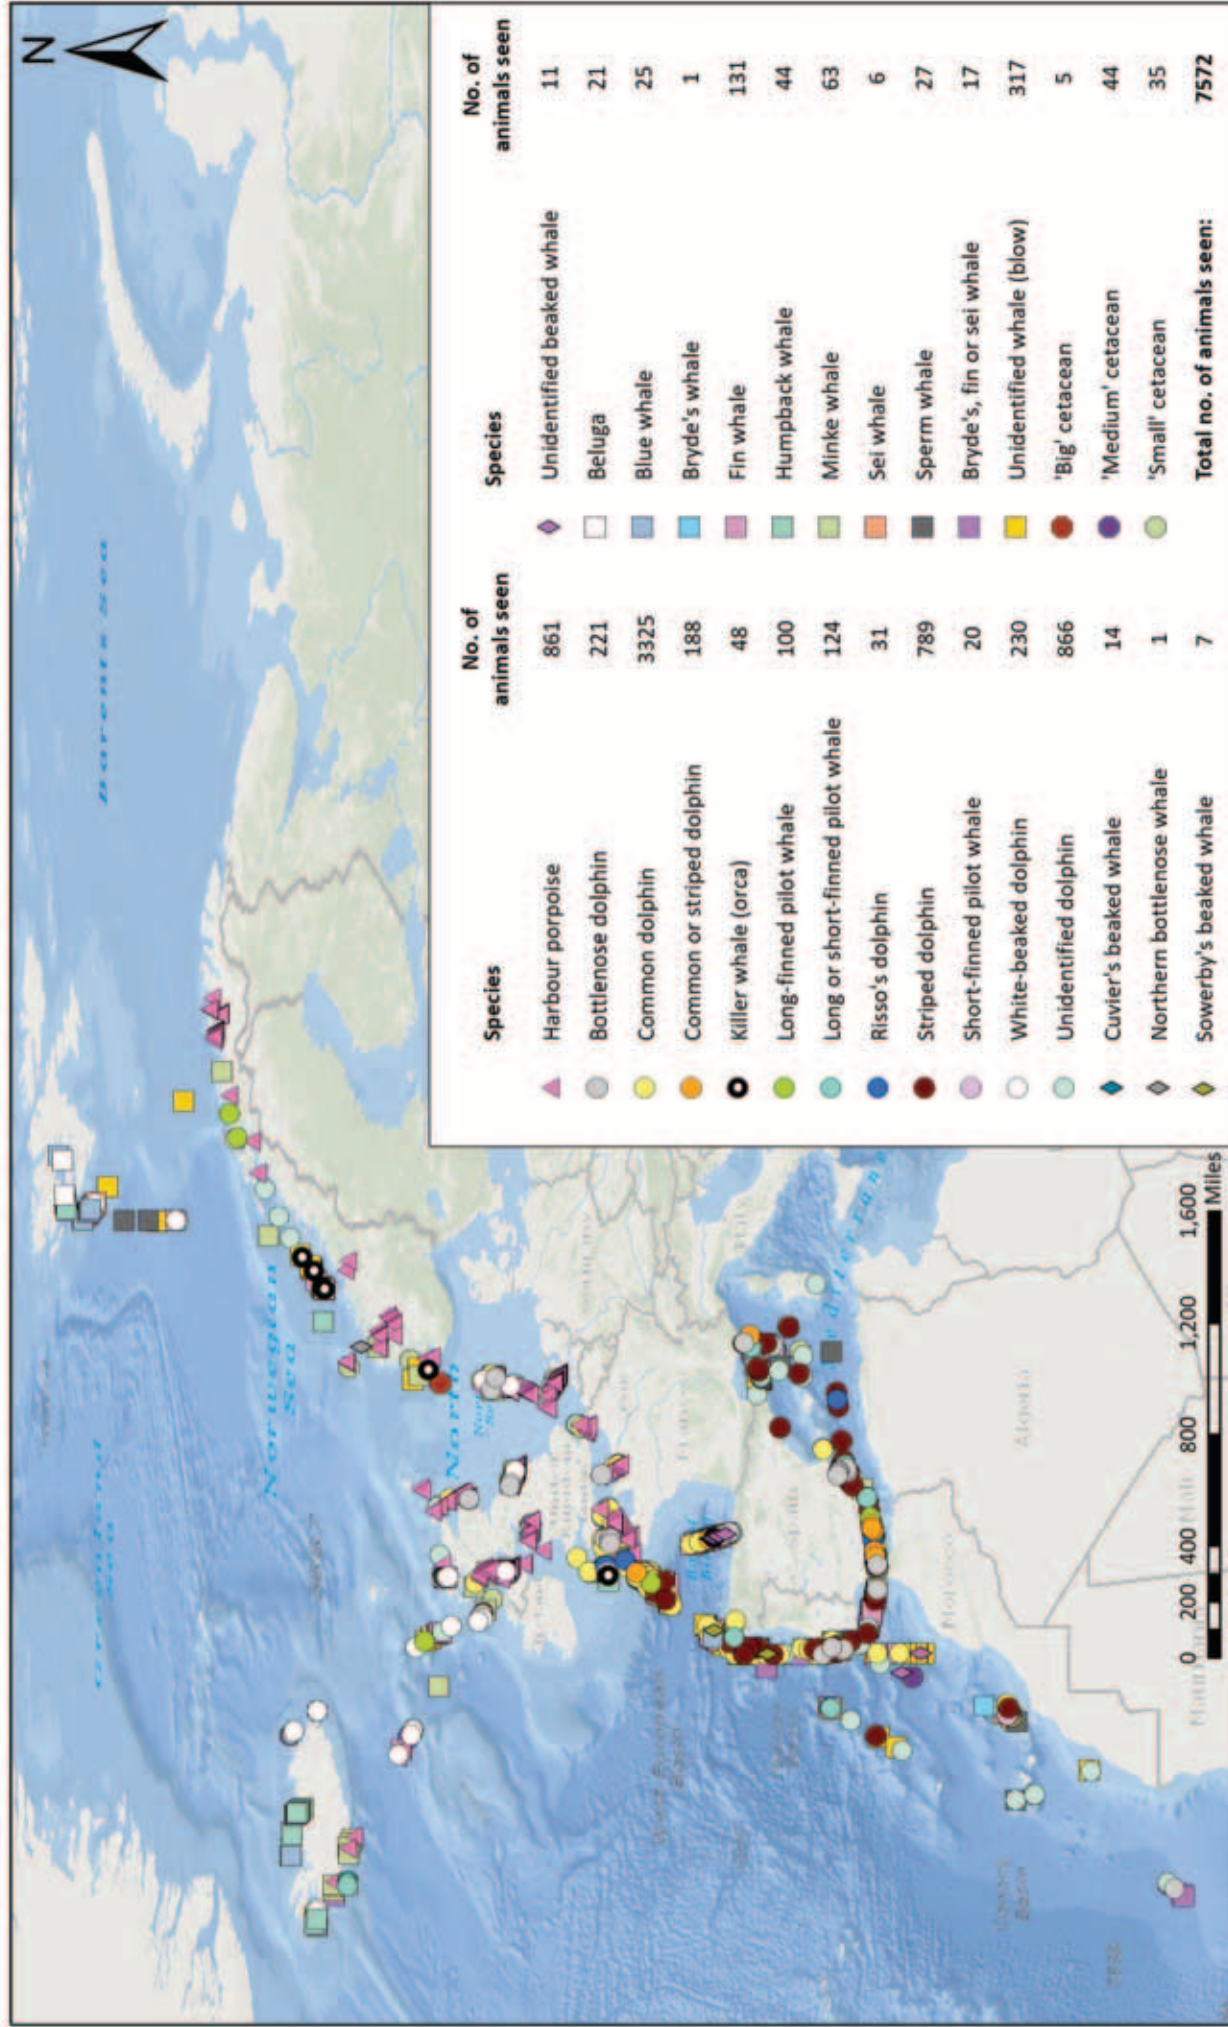 N
Barents Sea
Greenland
Sea
Norwegian
Sea
North
Algeria
Morocco
Mali
0 200 400 800 1,200 1,600
Miles
Species No. of animals seen
Harbour porpoise 861
Bottlenose dolphin 221
Common dolphin 3325
Common or striped dolphin 188
Killer whale (orca) 48
Long-finned pilot whale 100
Long or short-finned pilot whale 124
Risso's dolphin 31
Striped dolphin 789
Short-finned pilot whale 20
White-beaked dolphin 230
Unidentified dolphin 866
Cuvier's beaked whale 14
Northern bottlenose whale 1
Sowerby's beaked whale 7
Species No. of animals seen
Unidentified beaked whale 11
Beluga 21
Blue whale 25
Bryde's whale 1
Fin whale 131
Humpback whale 44
Minke whale 63
Sei whale 6
Sperm whale 27
Bryde's, fin or sei whale 17
Unidentified whale (blow) 317
'Big' cetacean 5
'Medium' cetacean 44
'Small' cetacean 35
Total no. of animals seen: 7572